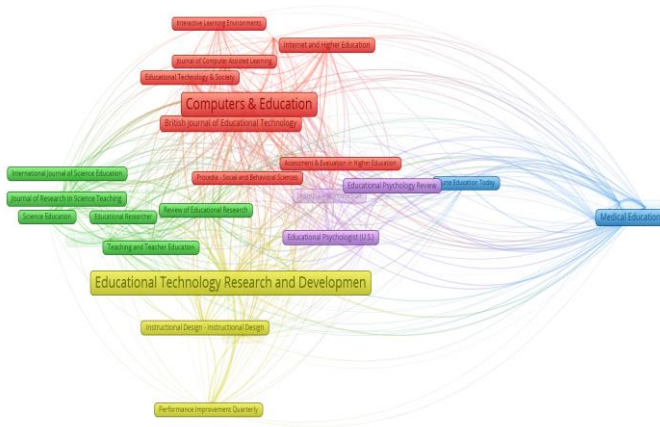 Interactive Learning Environments
Internet and Higher Education
Journal of Computer Assisted Learning
Educational Technology & Society
Computers & Education
British Journal of Educational Technology
Assessment & Evaluation in Higher Education
International Journal of Science Education
Procedia - Social and Behavioral Sciences
Educational Psychology Review
Education Today
Journal of Research in Science Teaching
Review of Educational Research
Science Education
Educational Researcher
Medical Education
Educational Psychologist (U.S.)
Teaching and Teacher Education
Educational Technology Research and Developmen
Instructional Design - Instructional Design
Performance Improvement Quarterly